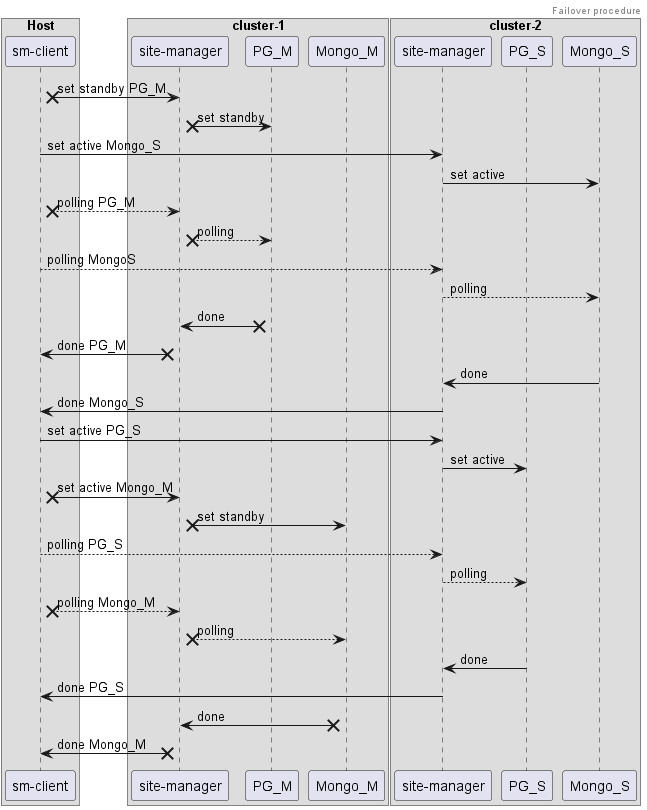 Failover procedure
Host
cluster-1
cluster-2
sm-client
site-manager
PG_M
Mongo_M
site-manager
PG_S
Mongo_S
set standby PG_M
set standby
set active Mongo_S
set active
polling PG_M
polling
polling MongoS
polling
done
done PG_M
done
done Mongo_S
set active PG_S
set active
set active Mongo_M
set standby
polling PG_S
polling
polling Mongo_M
polling
done
done PG_S
done
done Mongo_M
sm-client
site-manager
PG_M
Mongo_M
site-manager
PG_S
Mongo_S